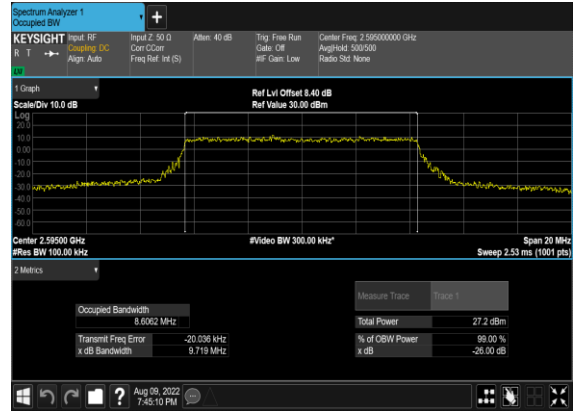 Spectrum Analyzer 1
Occupied BW
KEYSIGHT Input: RF Input Z: 50 Ω Atten: 40 dB Trig: Free Run Center Freq: 2.595000000 GHz
R T Coupling: DC Corr CCorr Gate: Off Avg|Hold: 500/500
Align: Auto Freq Ref: Int (S) #IF Gain: Low Radio Std: None
LW
1 Graph
Ref Lvl Offset 8.40 dB
Scale/Div 10.0 dB Ref Value 30.00 dBm
Log
20.0
10.0
0.00
-10.0
-20.0
-30.0
-40.0
-50.0
-60.0
Center 2.59500 GHz #Video BW 300.00 kHz* Span 20 MHz
#Res BW 100.00 kHz Sweep 2.53 ms (1001 pts)
2 Metrics
Measure Trace Trace 1
Occupied Bandwidth
8.6062 MHz
Total Power 27.2 dBm
Transmit Freq Error -20.036 kHz % of OBW Power 99.00 %
x dB Bandwidth 9.719 MHz x dB -26.00 dB
Aug 09, 2022
7:45:10 PM